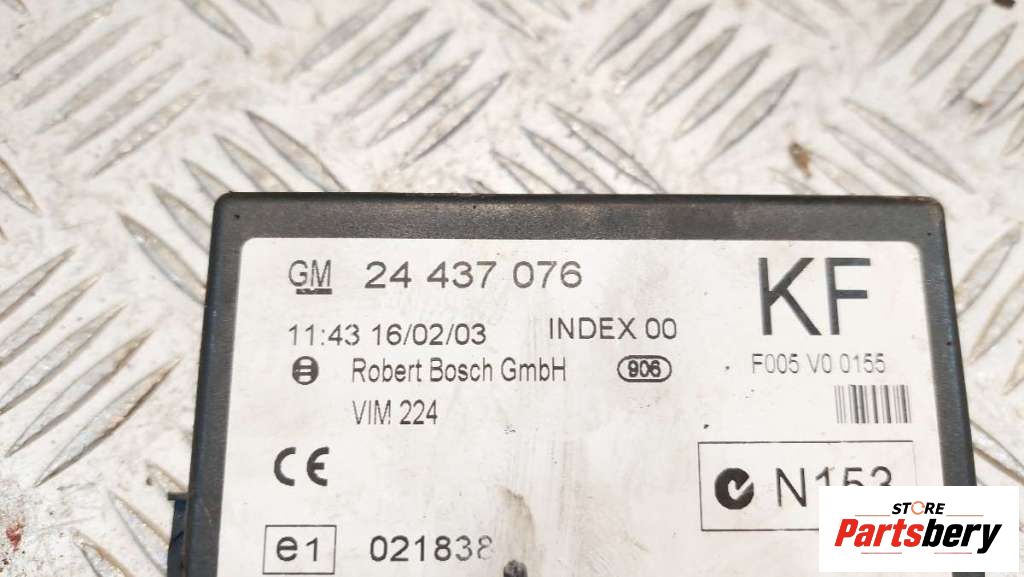 GM 24 437 076
KF
11:43 16/02/03 INDEX 00
Robert Bosch GmbH 906
F005 V0 0155
VIM 224
CE
N153
e1 021838
STORE
Partsbery